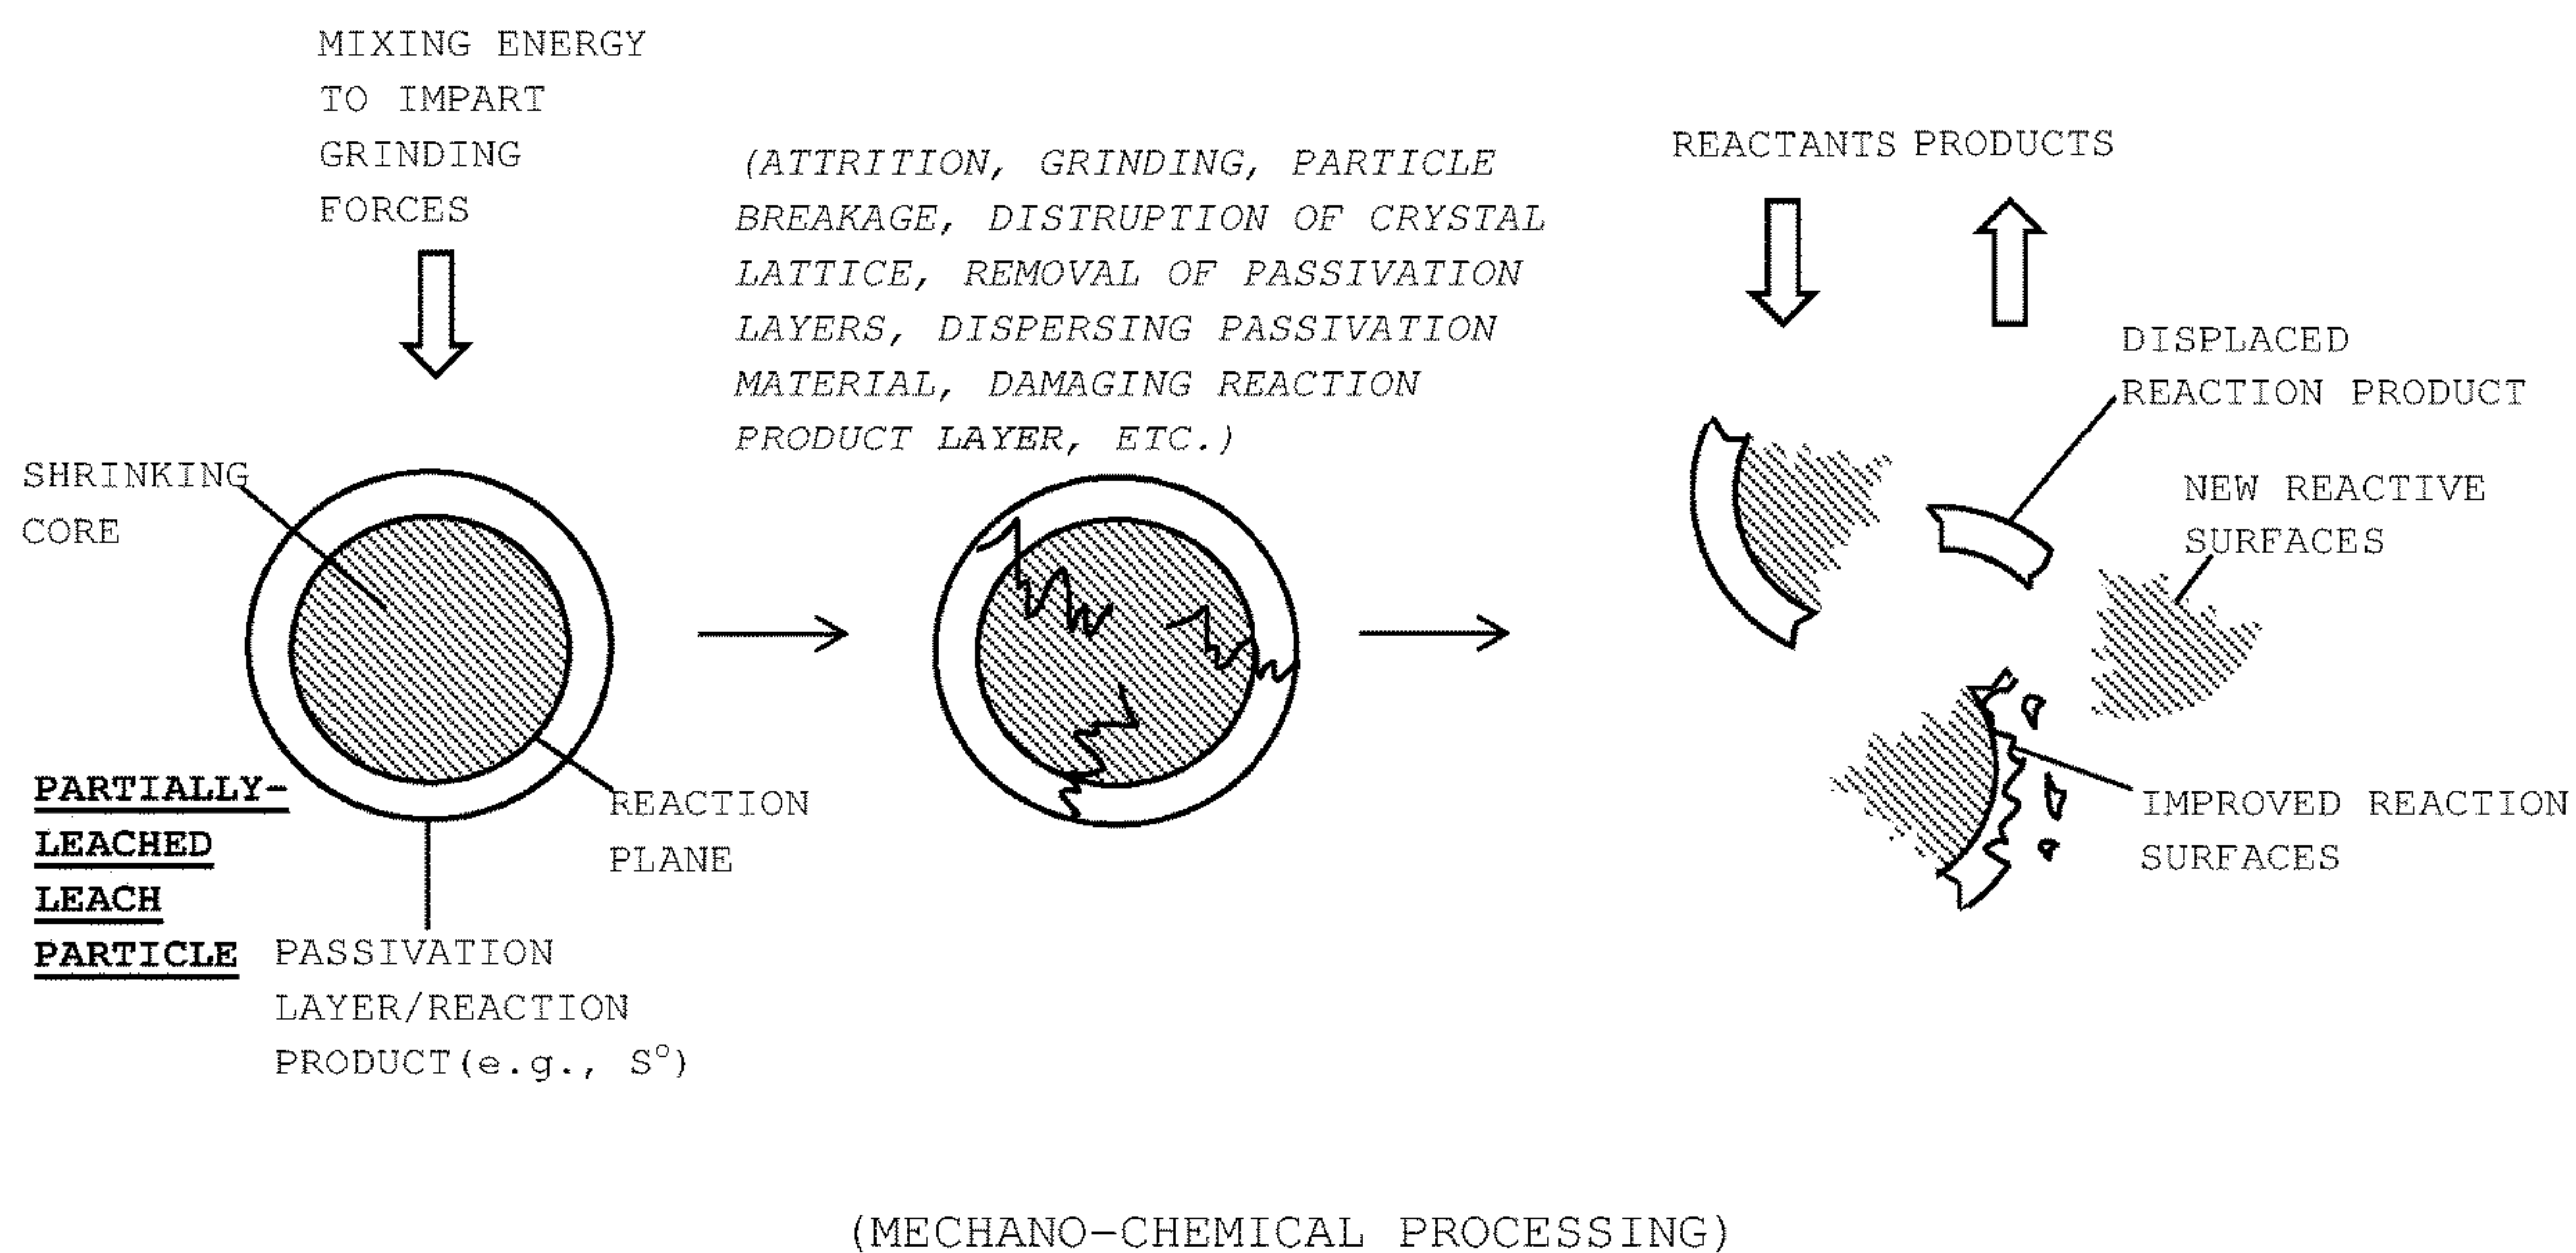 MIXING ENERGY
TO IMPART
GRINDING
FORCES
(ATTRITION, GRINDING, PARTICLE
BREAKAGE, DISTRUPTION OF CRYSTAL
LATTICE, REMOVAL OF PASSIVATION
LAYERS, DISPERSING PASSIVATION
MATERIAL, DAMAGING REACTION
PRODUCT LAYER, ETC.)
REACTANTS PRODUCTS
DISPLACED
REACTION PRODUCT
NEW REACTIVE
SURFACES
SHRINKING
CORE
PARTIALLY-
LEACHED
LEACH
PARTICLE
REACTION
PLANE
PASSIVATION
LAYER/REACTION
PRODUCT(e.g., S°)
IMPROVED REACTION
SURFACES
(MECHANO-CHEMICAL PROCESSING)